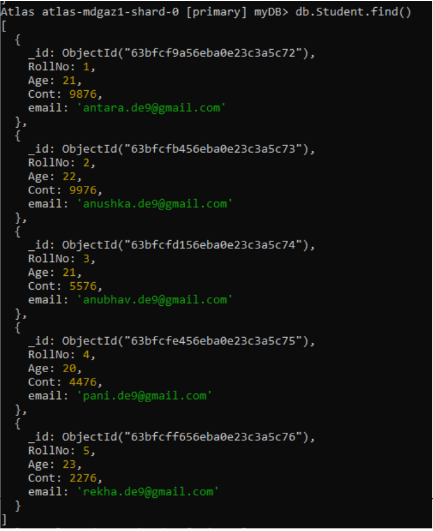 Atlas atlas-mdgaz1-shard-0 [primary] myDB> db.Student.find()
[
  {
    _id: ObjectId("63bfcf9a56eba0e23c3a5c72"),
    RollNo: 1,
    Age: 21,
    Cont: 9876,
    email: 'antara.de9@gmail.com'
  },
  {
    _id: ObjectId("63bfcfb456eba0e23c3a5c73"),
    RollNo: 2,
    Age: 22,
    Cont: 9976,
    email: 'anushka.de9@gmail.com'
  },
  {
    _id: ObjectId("63bfcfd156eba0e23c3a5c74"),
    RollNo: 3,
    Age: 21,
    Cont: 5576,
    email: 'anubhav.de9@gmail.com'
  },
  {
    _id: ObjectId("63bfcfe456eba0e23c3a5c75"),
    RollNo: 4,
    Age: 20,
    Cont: 4476,
    email: 'pani.de9@gmail.com'
  },
  {
    _id: ObjectId("63bfcff656eba0e23c3a5c76"),
    RollNo: 5,
    Age: 23,
    Cont: 2276,
    email: 'rekha.de9@gmail.com'
  }
]